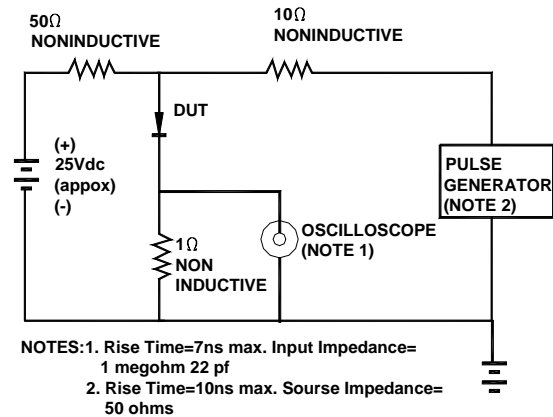 50Ω
NONINDUCTIVE
10Ω
NONINDUCTIVE
DUT
(+)
25Vdc
(appox)
(-)
PULSE
GENERATOR
(NOTE 2)
OSCILLOSCOPE
(NOTE 1)
1Ω
NON
INDUCTIVE
NOTES:1. Rise Time=7ns max. Input Impedance=
1 megohm 22 pf
2. Rise Time=10ns max. Sourse Impedance=
50 ohms